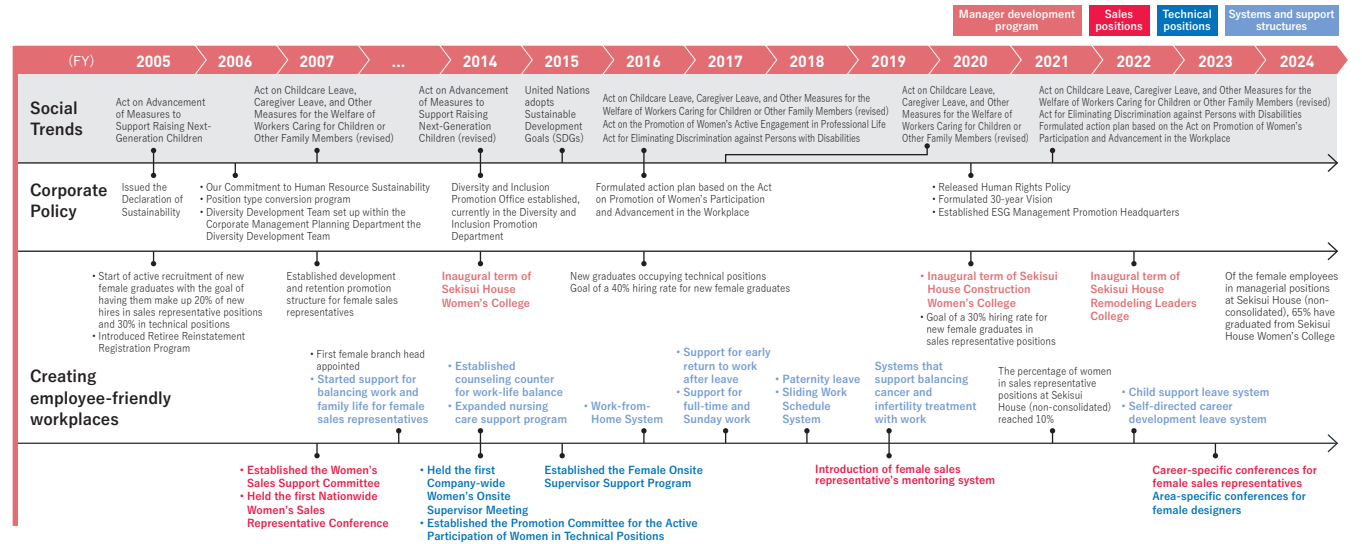 Manager development
program
Sales
positions
Technical
positions
Systems and support
structures
(FY)
2005
2006
2007
...
2014
2015
2016
2017
2018
2019
2020
2021
2022
2023
2024
Social
Trends
Act on Advancement
of Measures to
Support Raising Next-
Generation Children
Act on Childcare Leave,
Caregiver Leave, and Other
Measures for the Welfare of
Workers Caring for Children or
Other Family Members (revised)
Act on Advancement
of Measures to
Support Raising
Next-Generation
Children (revised)
United Nations
adopts
Sustainable
Development
Goals (SDGs)
Act on Childcare Leave, Caregiver Leave, and Other Measures for the
Welfare of Workers Caring for Children or Other Family Members (revised)
Act on the Promotion of Women's Active Engagement in Professional Life
Act for Eliminating Discrimination against Persons with Disabilities
Act on Childcare Leave,
Caregiver Leave, and Other
Measures for the Welfare of
Workers Caring for Children or
Other Family Members (revised)
Act on Childcare Leave, Caregiver Leave, and Other Measures for the
Welfare of Workers Caring for Children or Other Family Members (revised)
Act for Eliminating Discrimination against Persons with Disabilities
Formulated action plan based on the Act on Promotion of Women's
Participation and Advancement in the Workplace
Corporate
Policy
Issued the
Declaration of
Sustainability
• Our Commitment to Human Resource Sustainability
• Position type conversion program
• Diversity Development Team set up within the
Corporate Management Planning Department the
Diversity Development Team
Diversity and Inclusion
Promotion Office established,
currently in the Diversity and
Inclusion Promotion
Department
Formulated action plan based on the Act
on Promotion of Women's Participation
and Advancement in the Workplace
• Released Human Rights Policy
• Formulated 30-year Vision
• Established ESG Management Promotion Headquarters
Creating
employee-friendly
workplaces
• Start of active recruitment of new
female graduates with the goal of
having them make up 20% of new
hires in sales representative positions
and 30% in technical positions
• Introduced Retiree Reinstatement
Registration Program
Established development
and retention promotion
structure for female sales
representatives
Inaugural term of
Sekisui House
Women's College
New graduates occupying technical positions
Goal of a 40% hiring rate for new female graduates
• Inaugural term of Sekisui
House Construction
Women's College
• Goal of a 30% hiring rate for
new female graduates in
sales representative positions
Inaugural term of
Sekisui House
Remodeling Leaders
College
Of the female employees
in managerial positions
at Sekisui House (non-
consolidated), 65% have
graduated from Sekisui
House Women's College
• First female branch head
appointed
• Started support for
balancing work and
family life for female
sales representatives
• Established
counseling counter
for work-life balance
• Expanded nursing
care support program
• Work-from-
Home System
• Support for early
return to work
after leave
• Support for
full-time and
Sunday work
• Paternity leave
• Sliding Work
Schedule
System
Systems that
support balancing
cancer and
infertility treatment
with work
The percentage of women
in sales representative
positions at Sekisui
House (non-consolidated)
reached 10%
• Child support leave system
• Self-directed career
development leave system
• Established the Women's
Sales Support Committee
• Held the first Nationwide
Women's Sales
Representative Conference
• Held the first
Company-wide
Women's Onsite
Supervisor Meeting
• Established the Promotion Committee for the Active
Participation of Women in Technical Positions
Established the Female Onsite
Supervisor Support Program
Introduction of female sales
representative's mentoring system
Career-specific conferences for
female sales representatives
Area-specific conferences for
female designers